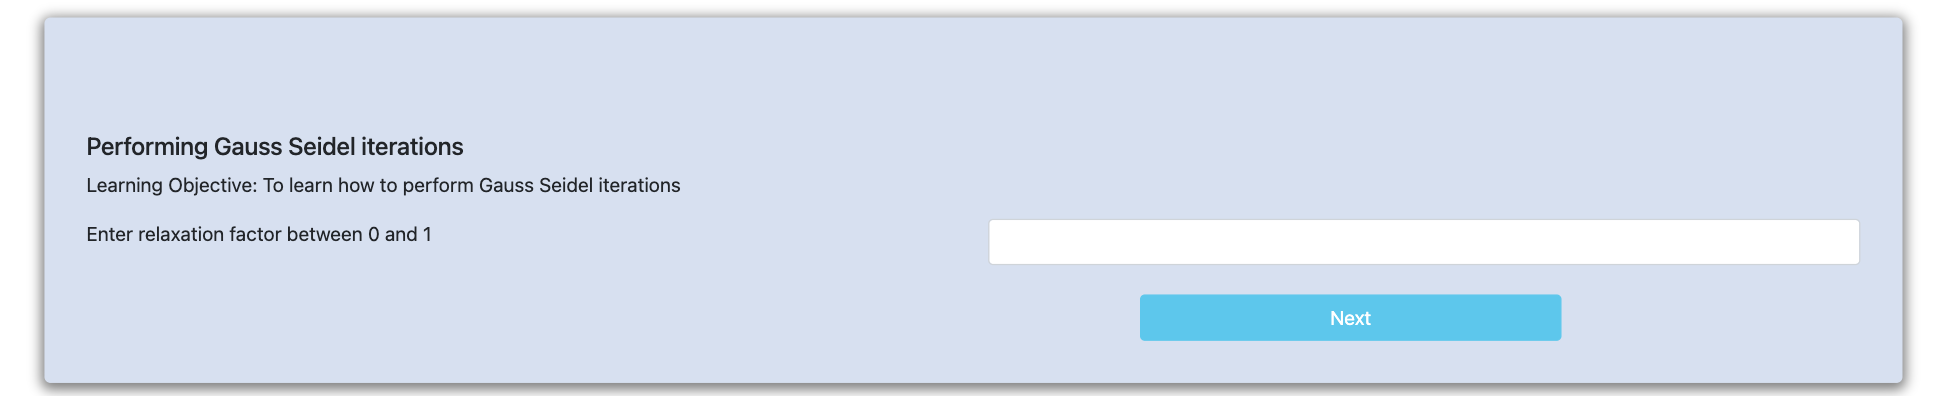 Performing Gauss Seidel iterations
Learning Objective: To learn how to perform Gauss Seidel iterations
Enter relaxation factor between 0 and 1
Next